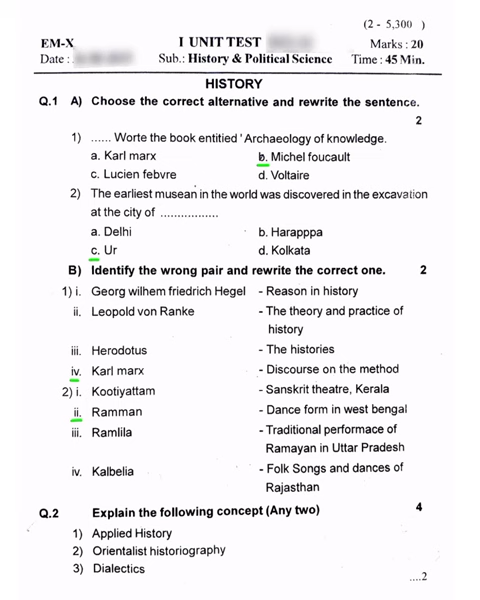 (2 - 5,300 )
EM-X I UNIT TEST Marks : 20
Date : Sub.: History & Political Science Time : 45 Min.
HISTORY
Q.1 A) Choose the correct alternative and rewrite the sentence.
2
1) ...... Worte the book entitied 'Archaeology of knowledge.
a. Karl marx b. Michel foucault
c. Lucien febvre d. Voltaire
2) The earliest musean in the world was discovered in the excavation
at the city of .................
a. Delhi b. Harapppa
c. Ur d. Kolkata
B) Identify the wrong pair and rewrite the correct one. 2
1) i. Georg wilhem friedrich Hegel - Reason in history
ii. Leopold von Ranke - The theory and practice of
history
iii. Herodotus - The histories
iv. Karl marx - Discourse on the method
2) i. Kootiyattam - Sanskrit theatre, Kerala
ii. Ramman - Dance form in west bengal
iii. Ramlila - Traditional performace of
Ramayan in Uttar Pradesh
iv. Kalbelia - Folk Songs and dances of
Rajasthan
Q.2 Explain the following concept (Any two) 4
1) Applied History
2) Orientalist historiography
3) Dialectics
....2